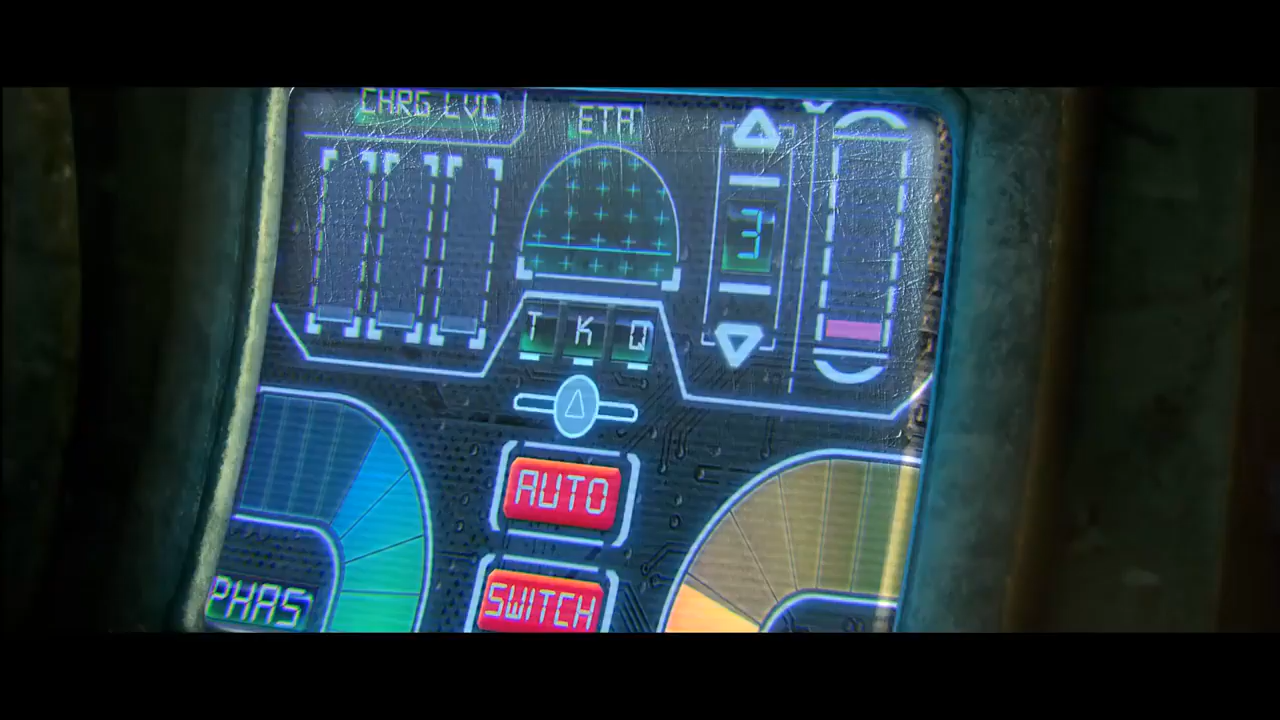 CHRG LVL
ETA
3
T K Q
AUTO
SWITCH
PHAS